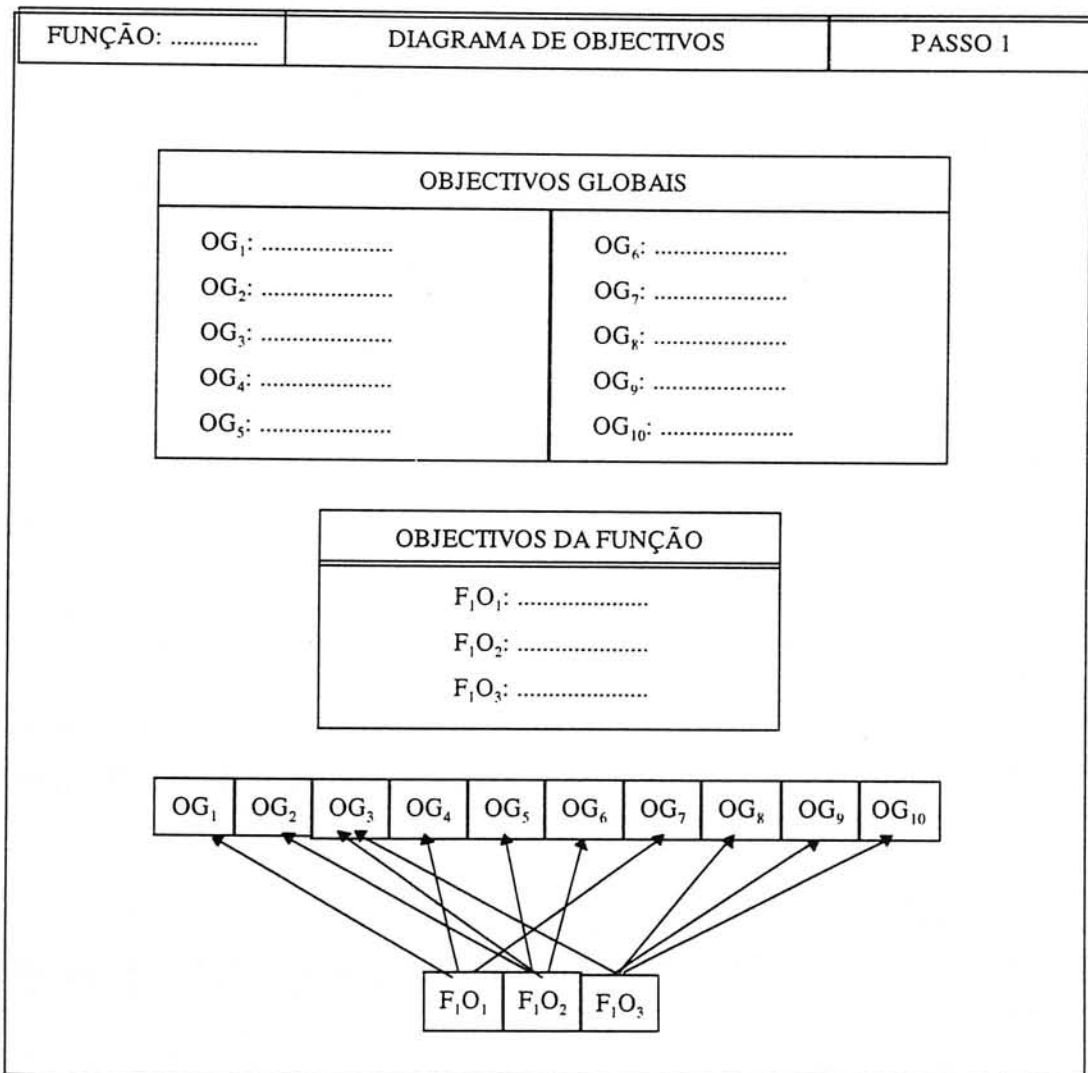 FUNÇÃO: .............. DIAGRAMA DE OBJECTIVOS PASSO 1
OBJECTIVOS GLOBAIS
OG₁: .....................
OG₂: .....................
OG₃: .....................
OG₄: .....................
OG₅: .....................
OG₆: .....................
OG₇: .....................
OG₈: .....................
OG₉: .....................
OG₁₀: .....................
OBJECTIVOS DA FUNÇÃO
F₁O₁: .....................
F₁O₂: .....................
F₁O₃: .....................
OG₁ OG₂ OG₃ OG₄ OG₅ OG₆ OG₇ OG₈ OG₉ OG₁₀
F₁O₁ F₁O₂ F₁O₃